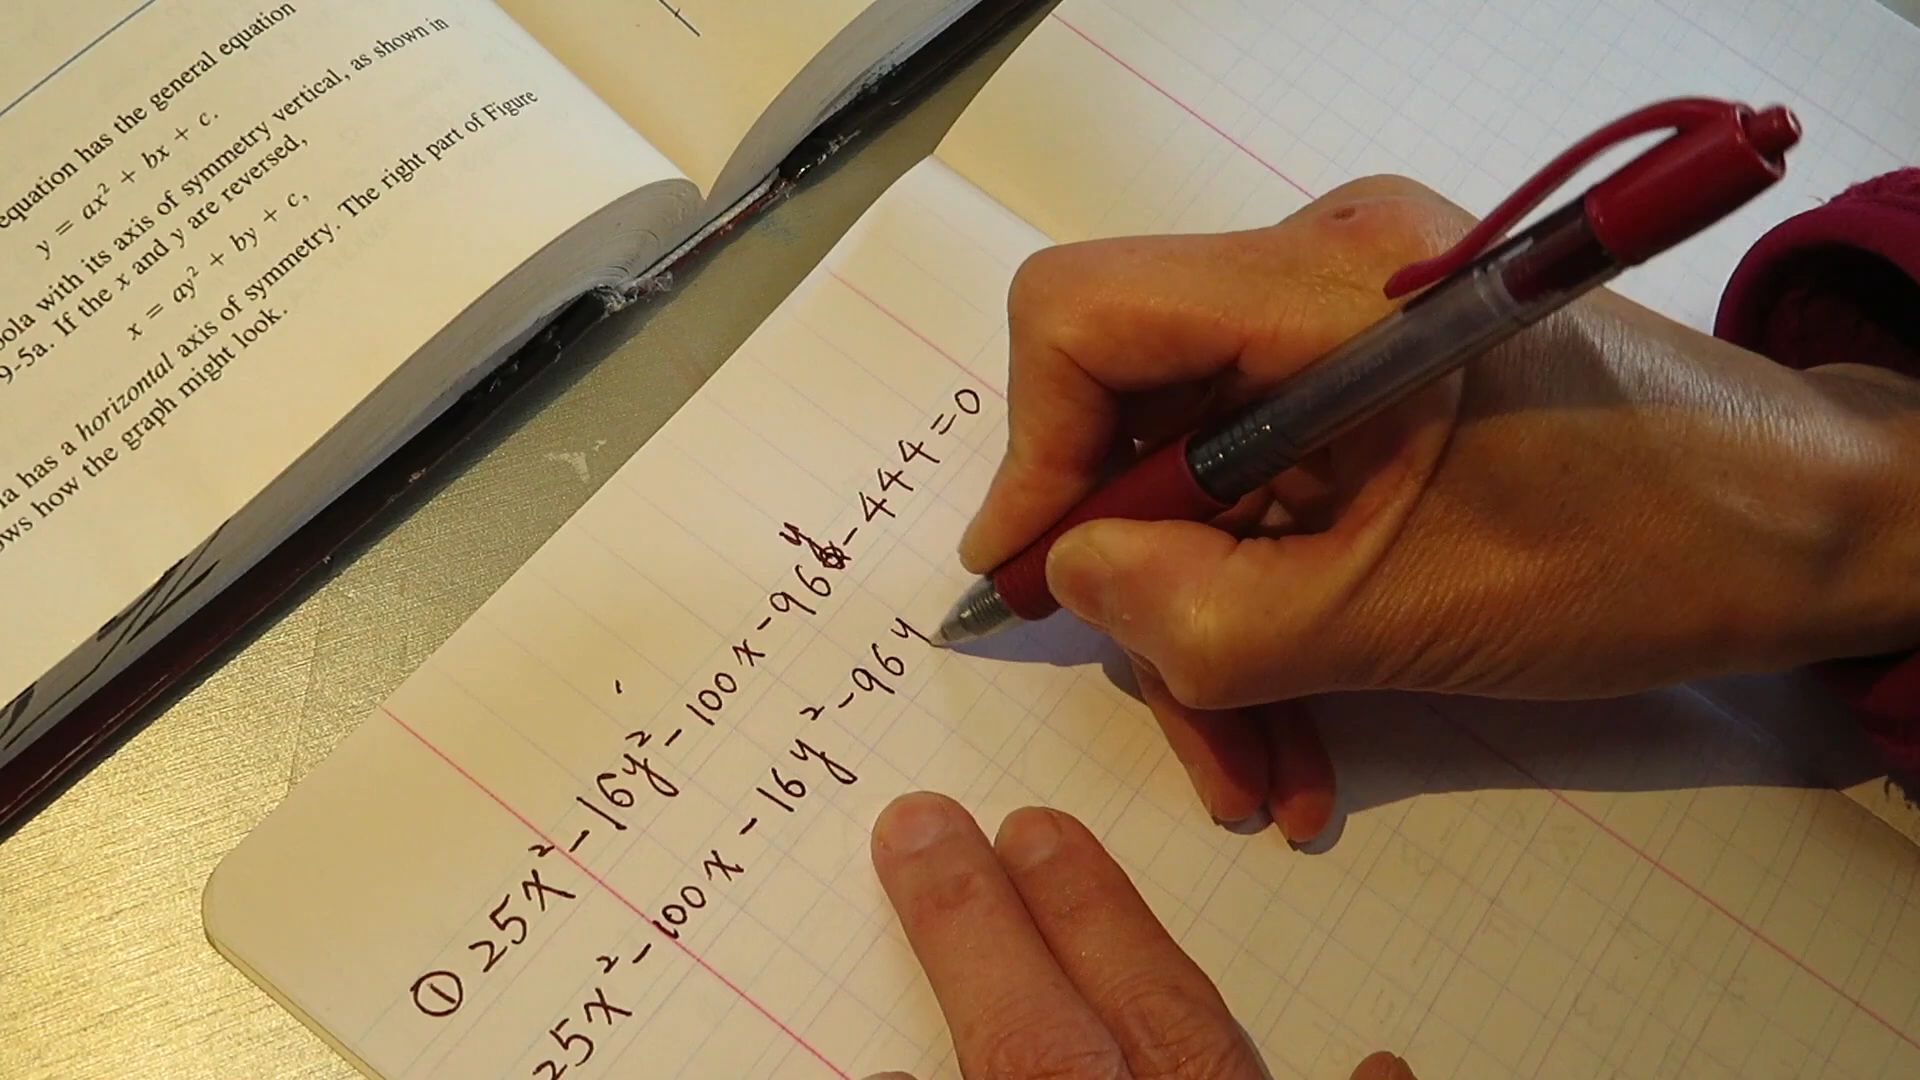 equation has the general equation
y = ax² + bx + c.
bola with its axis of symmetry vertical, as shown in
9-5a. If the x and y are reversed,
x = ay² + by + c,
la has a horizontal axis of symmetry. The right part of Figure
ows how the graph might look.
① 25x² - 16y² - 100x - 96y - 444 = 0
25x² - 100x - 16y² - 96y